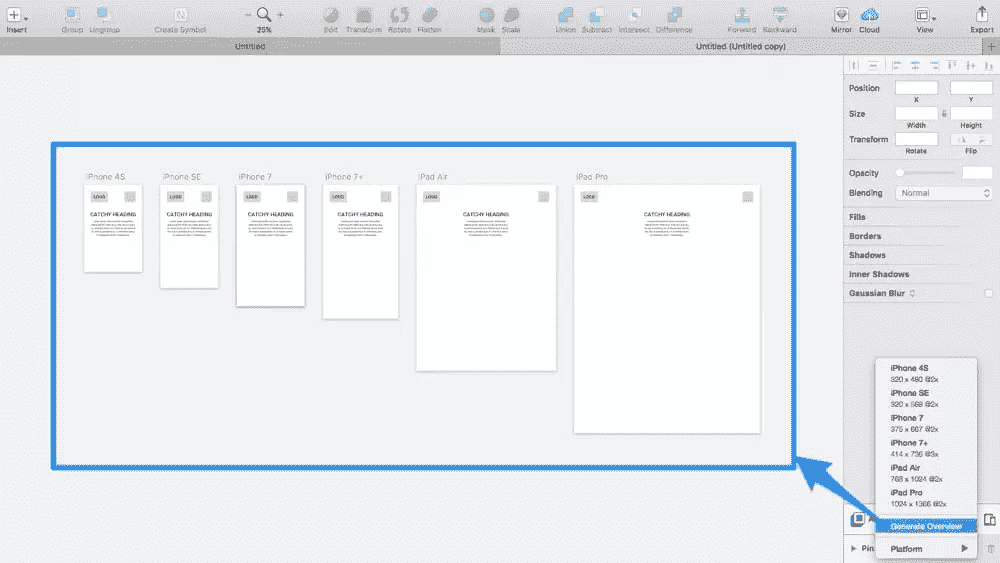 Insert
Group
Ungroup
Create Symbol
25%
Edit
Transform
Rotate
Flatten
Mask
Scale
Union
Subtract
Intersect
Difference
Forward
Backward
Mirror
Cloud
View
Export
Untitled
Untitled (Untitled copy)
iPhone 4S
iPhone SE
iPhone 7
iPhone 7+
iPad Air
iPad Pro
LOGO
LOGO
LOGO
LOGO
LOGO
LOGO
CATCHY HEADING
CATCHY HEADING
CATCHY HEADING
CATCHY HEADING
CATCHY HEADING
CATCHY HEADING
Position
X
Y
Size
Width
Height
Transform
Rotate
Flip
Opacity
Blending
Normal
Fills
Borders
Shadows
Inner Shadows
Gaussian Blur
iPhone 4S
320 x 480 @2x
iPhone SE
320 x 568 @2x
iPhone 7
375 x 667 @2x
iPhone 7+
414 x 736 @3x
iPad Air
768 x 1024 @2x
iPad Pro
1024 x 1366 @2x
Generate Overview
Platform